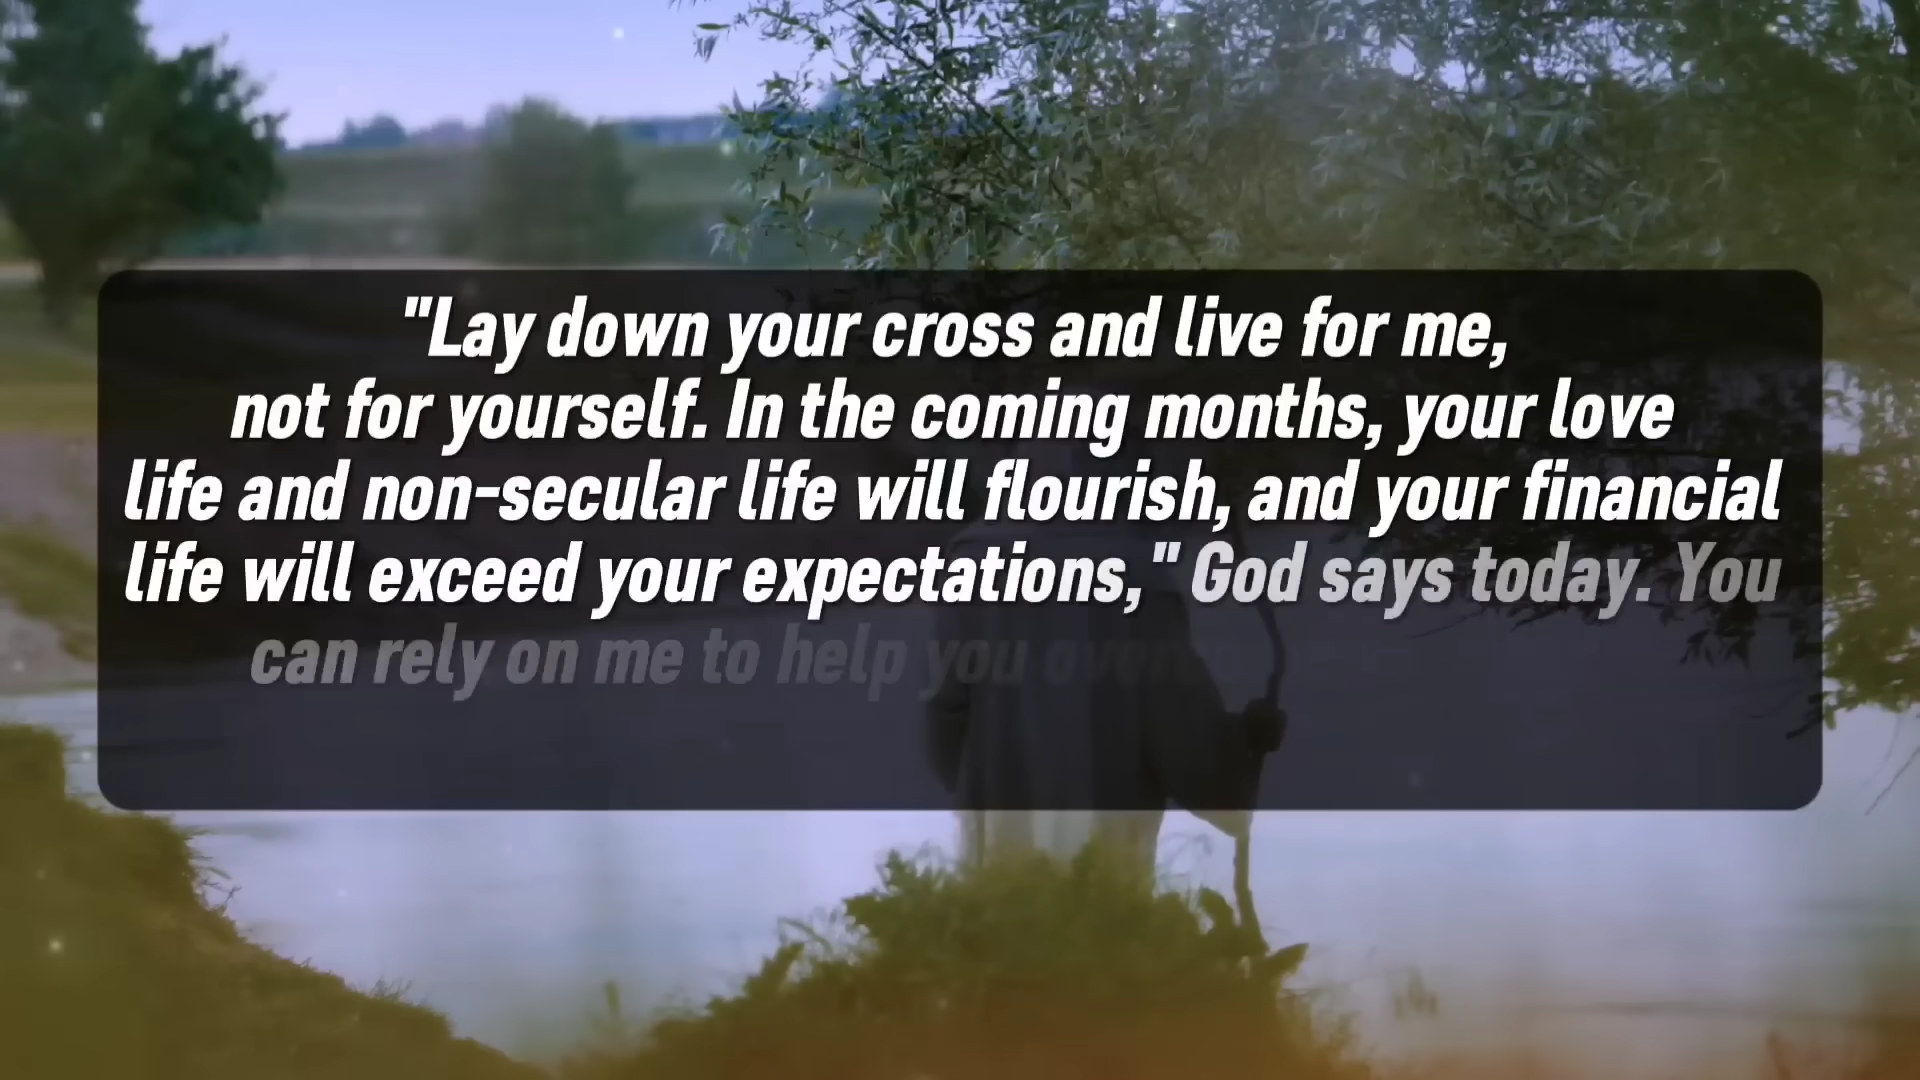 "Lay down your cross and live for me,
not for yourself. In the coming months, your love
life and non-secular life will flourish, and your financial
life will exceed your expectations," God says today. You
can rely on me to help you